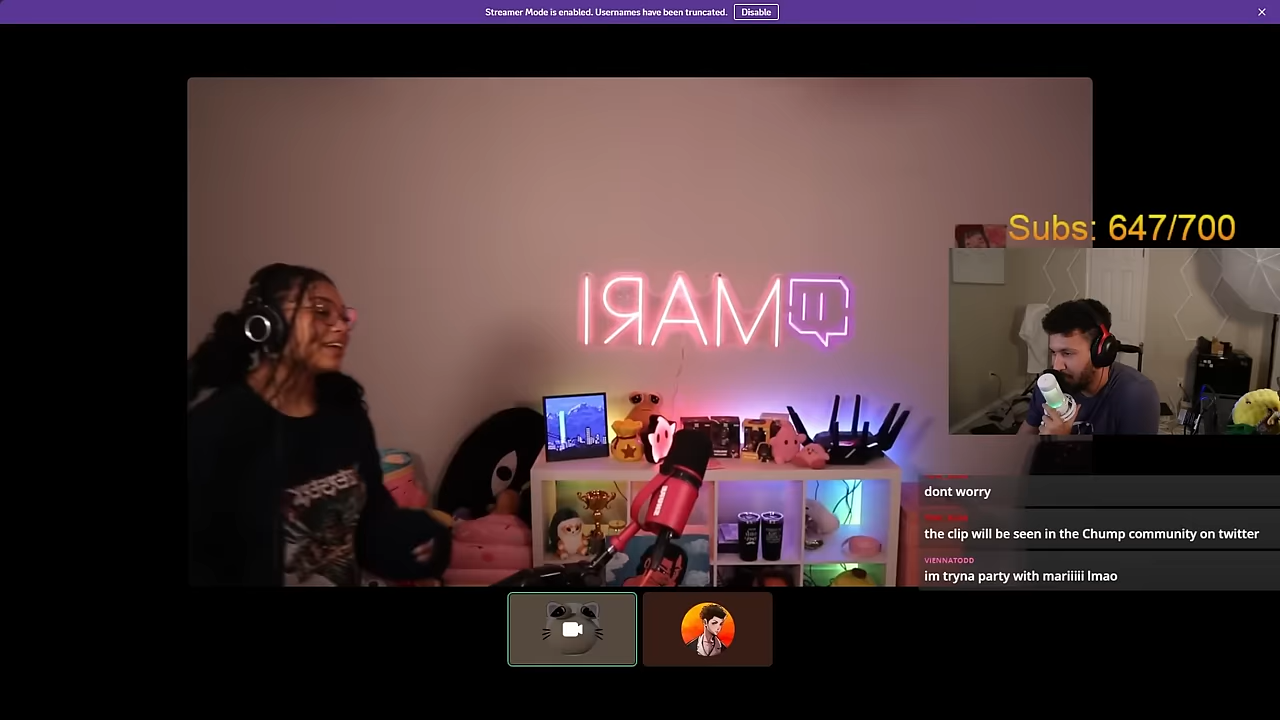 Streamer Mode is enabled. Usernames have been truncated. Disable
Subs: 647/700
MARI
dont worry
the clip will be seen in the Chump community on twitter
VIENNATODD
im tryna party with mariiiii lmao